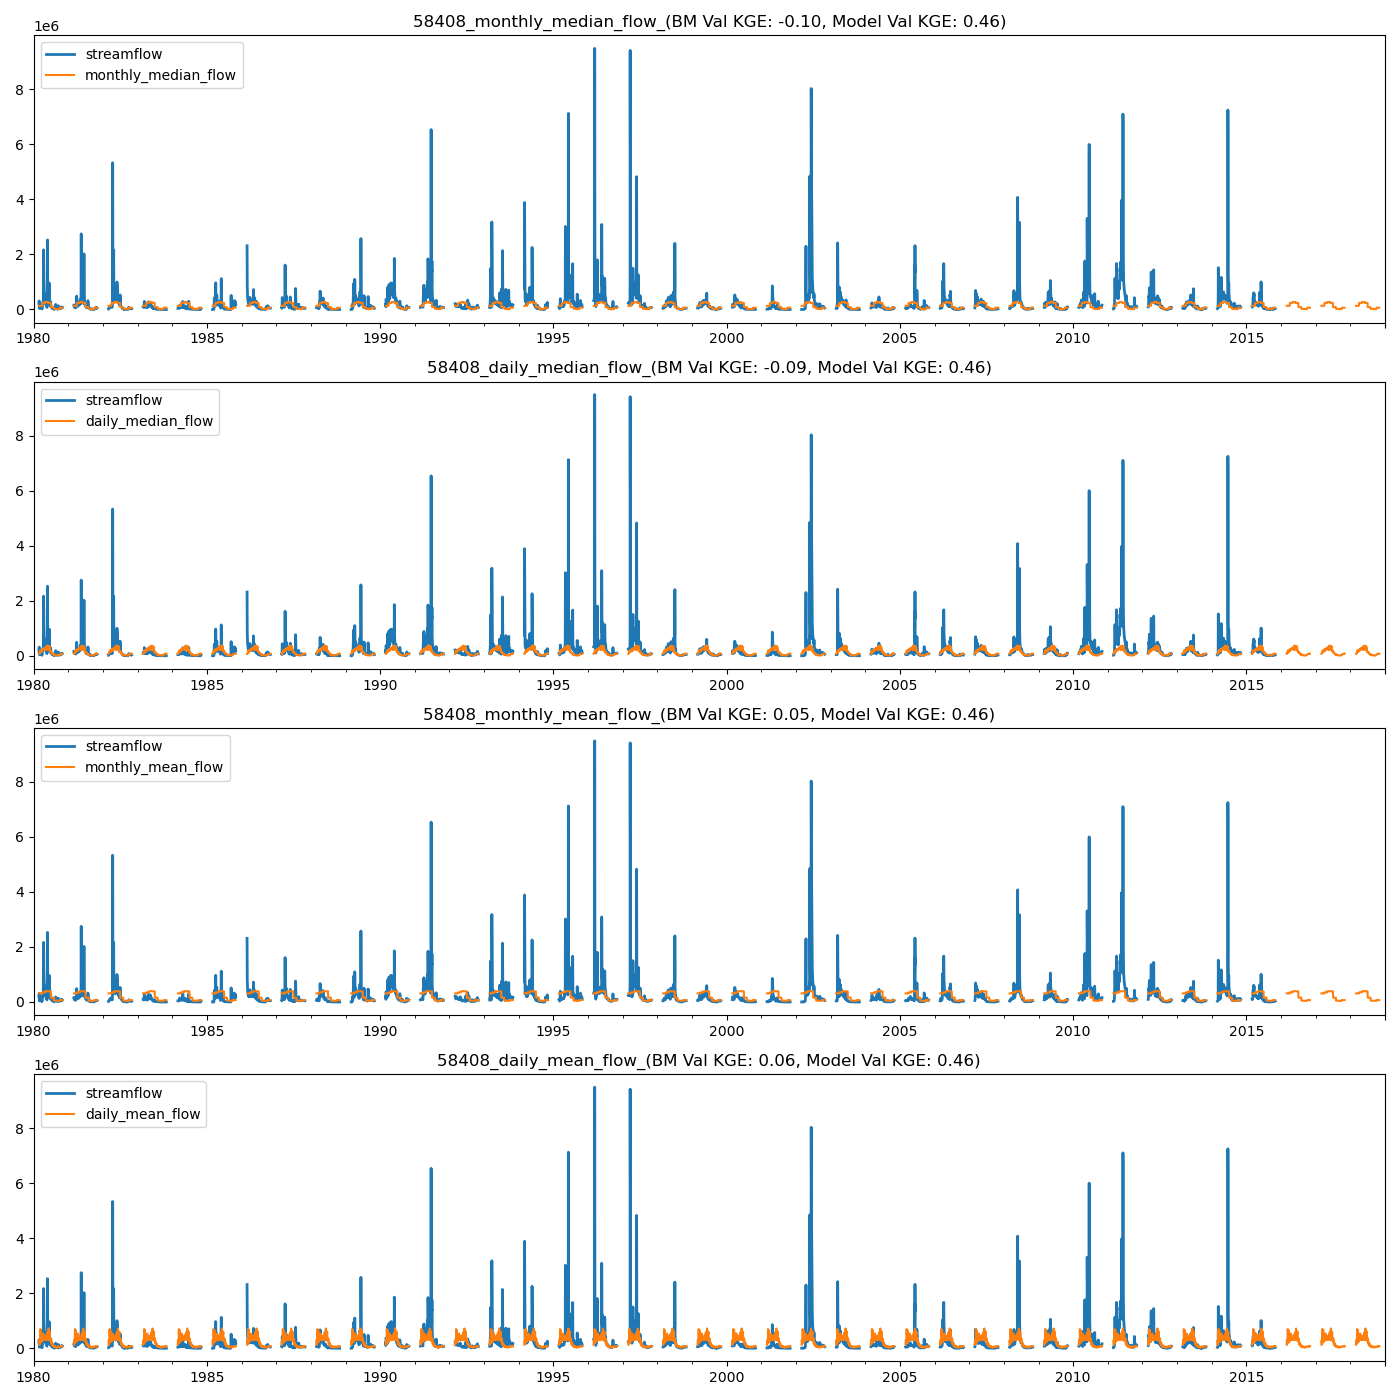 58408_monthly_median_flow_(BM Val KGE: -0.10, Model Val KGE: 0.46)
1e6
streamflow
monthly_median_flow
8
6
4
2
0
1980 1985 1990 1995 2000 2005 2010 2015
58408_daily_median_flow_(BM Val KGE: -0.09, Model Val KGE: 0.46)
1e6
streamflow
daily_median_flow
8
6
4
2
0
1980 1985 1990 1995 2000 2005 2010 2015
58408_monthly_mean_flow_(BM Val KGE: 0.05, Model Val KGE: 0.46)
1e6
streamflow
monthly_mean_flow
8
6
4
2
0
1980 1985 1990 1995 2000 2005 2010 2015
58408_daily_mean_flow_(BM Val KGE: 0.06, Model Val KGE: 0.46)
1e6
streamflow
daily_mean_flow
8
6
4
2
0
1980 1985 1990 1995 2000 2005 2010 2015